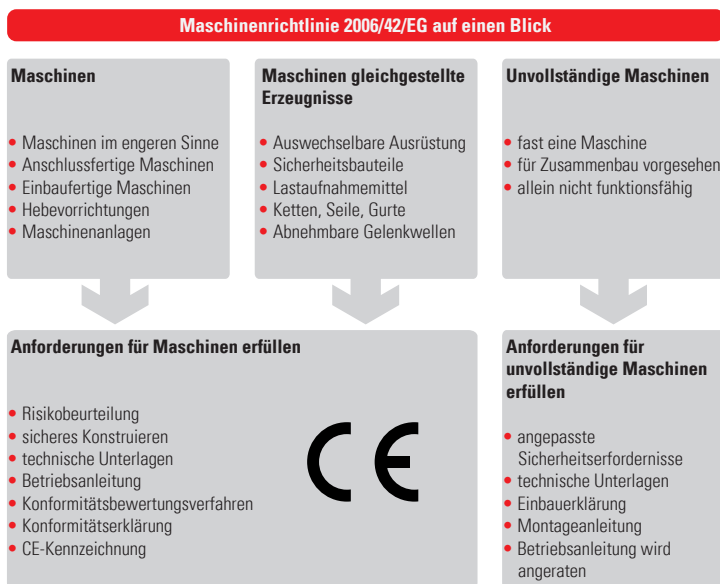 Maschinenrichtlinie 2006/42/EG auf einen Blick
Maschinen
• Maschinen im engeren Sinne
• Anschlussfertige Maschinen
• Einbaufertige Maschinen
• Hebevorrichtungen
• Maschinenanlagen
Maschinen gleichgestellte
Erzeugnisse
• Auswechselbare Ausrüstung
• Sicherheitsbauteile
• Lastaufnahmemittel
• Ketten, Seile, Gurte
• Abnehmbare Gelenkwellen
Unvollständige Maschinen
• fast eine Maschine
• für Zusammenbau vorgesehen
• allein nicht funktionsfähig
Anforderungen für Maschinen erfüllen
• Risikobeurteilung
• sicheres Konstruieren
• technische Unterlagen
• Betriebsanleitung
• Konformitätsbewertungsverfahren
• Konformitätserklärung
• CE-Kennzeichnung
CE
Anforderungen für
unvollständige Maschinen
erfüllen
• angepasste
Sicherheitserfordernisse
• technische Unterlagen
• Einbauerklärung
• Montageanleitung
• Betriebsanleitung wird
angeraten